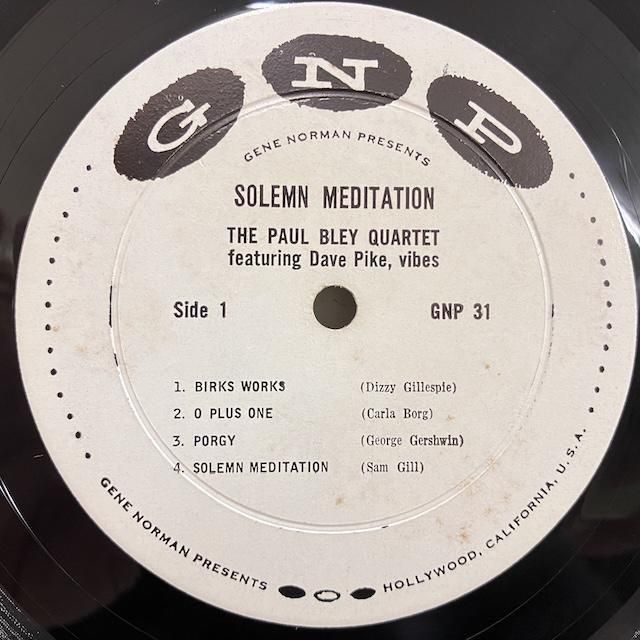 GNP
GENE NORMAN PRESENTS
SOLEMN MEDITATION
THE PAUL BLEY QUARTET
featuring Dave Pike, vibes
Side 1 GNP 31
1. BIRKS WORKS (Dizzy Gillespie)
2. O PLUS ONE (Carla Borg)
3. PORGY (George Gershwin)
4. SOLEMN MEDITATION (Sam Gill)
GENE NORMAN PRESENTS HOLLYWOOD, CALIFORNIA, U. S. A.